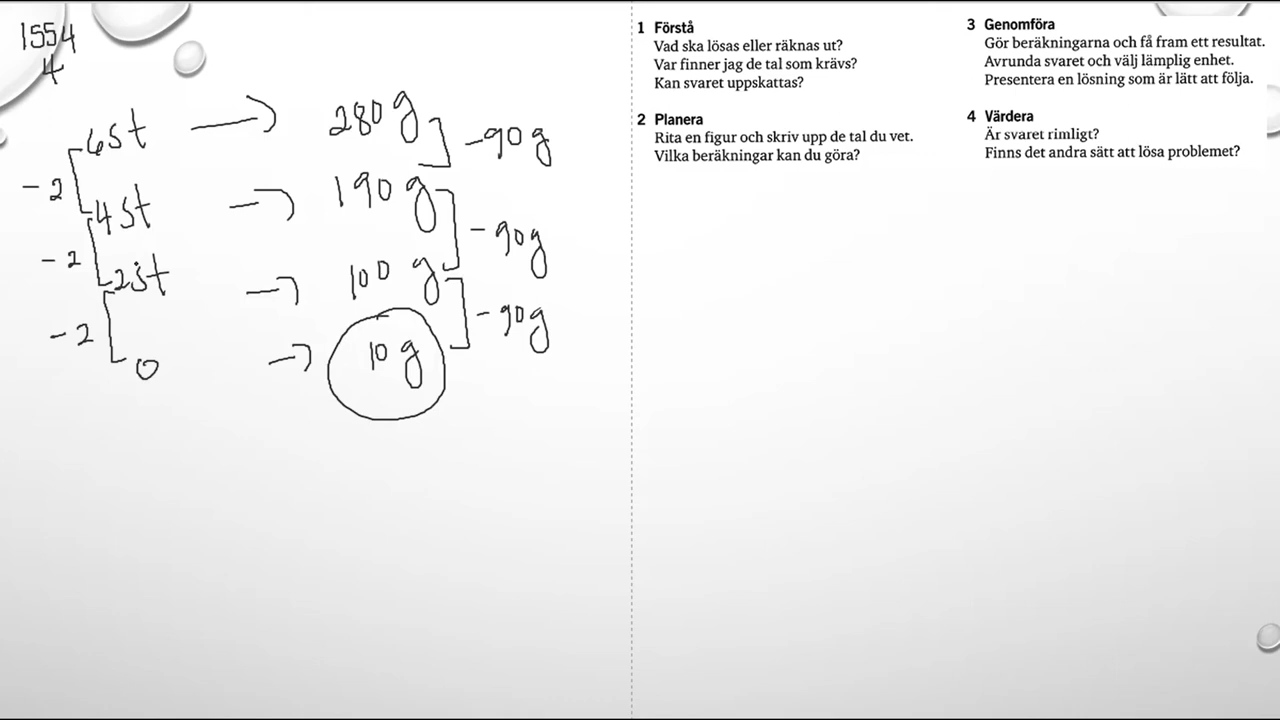 1554
4
6st → 280g
-90g
-2
4st → 190g
-90g
-2
2st → 100g
-90g
-2
0 → 10g
1 Förstå
Vad ska lösas eller räknas ut?
Var finner jag de tal som krävs?
Kan svaret uppskattas?
2 Planera
Rita en figur och skriv upp de tal du vet.
Vilka beräkningar kan du göra?
3 Genomföra
Gör beräkningarna och få fram ett resultat.
Avrunda svaret och välj lämplig enhet.
Presentera en lösning som är lätt att följa.
4 Värdera
Är svaret rimligt?
Finns det andra sätt att lösa problemet?